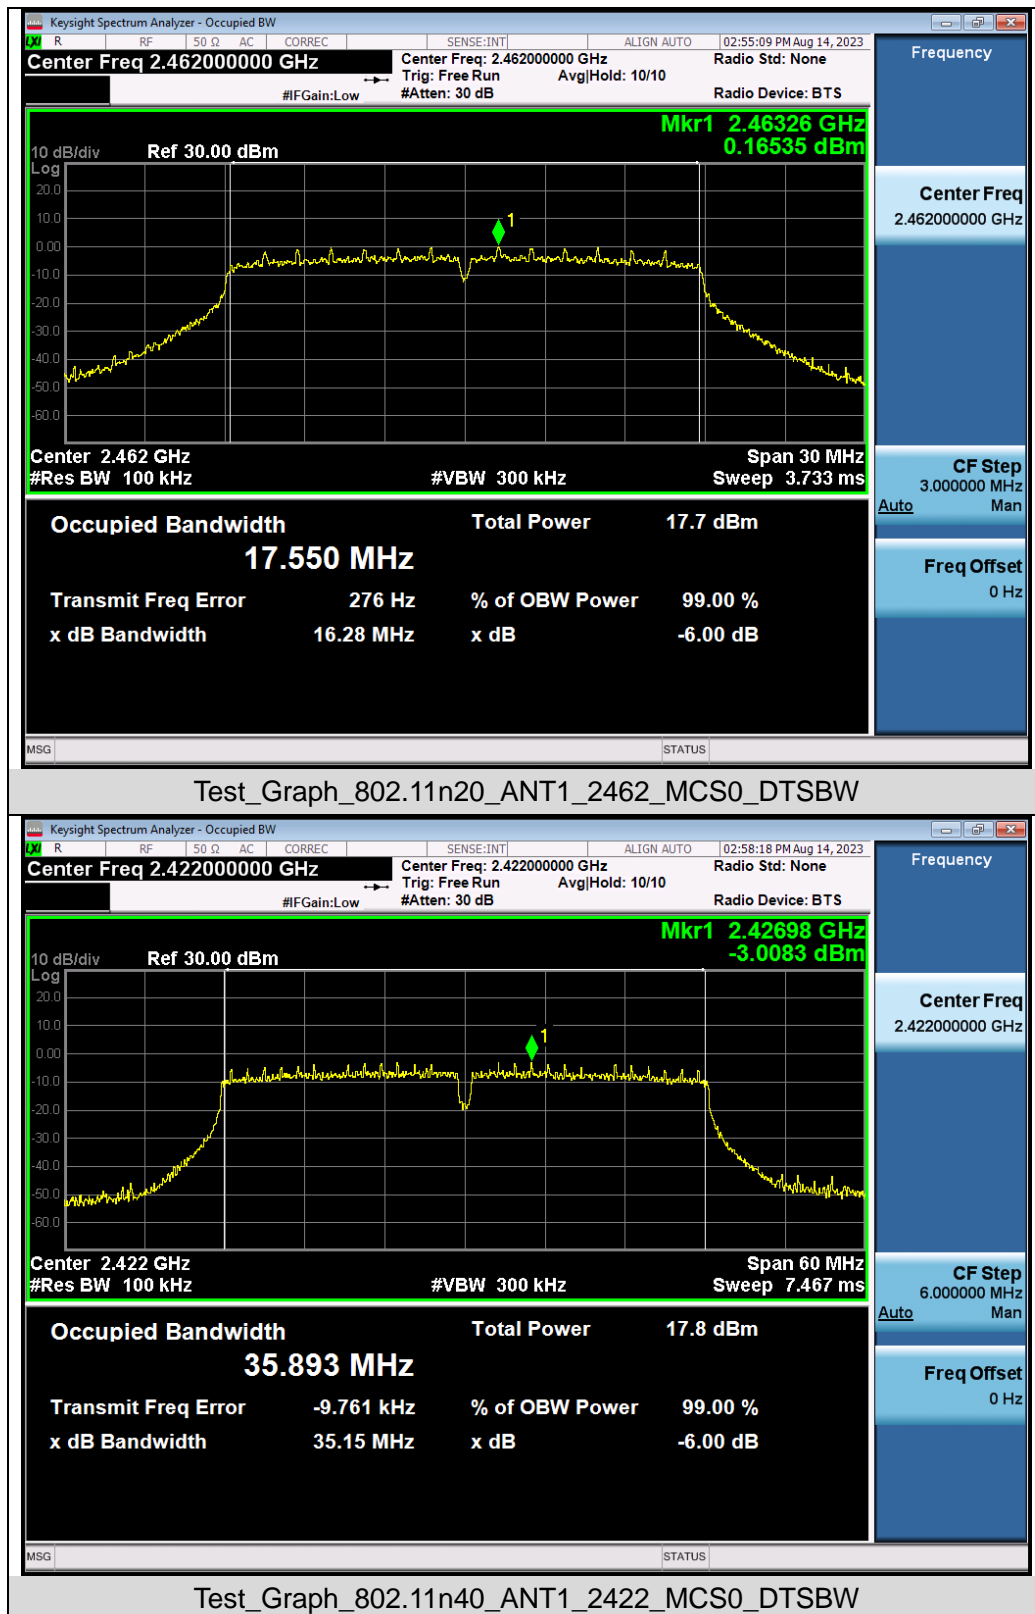 Keysight Spectrum Analyzer - Occupied BW
LXI R RF 50 Ω AC CORREC SENSE:INT ALIGN AUTO 02:55:09 PM Aug 14, 2023
Center Freq 2.462000000 GHz
Center Freq: 2.462000000 GHz
Radio Std: None
Trig: Free Run Avg|Hold: 10/10
#IFGain:Low
#Atten: 30 dB
Radio Device: BTS
Frequency
Mkr1 2.46326 GHz
0.16535 dBm
10 dB/div Ref 30.00 dBm
Log
20.0
10.0
0.00
-10.0
-20.0
-30.0
-40.0
-50.0
-60.0
1
Center 2.462 GHz Span 30 MHz
#Res BW 100 kHz #VBW 300 kHz Sweep 3.733 ms
Center Freq
2.462000000 GHz
CF Step
3.000000 MHz
Auto Man
Freq Offset
0 Hz
Occupied Bandwidth Total Power 17.7 dBm
17.550 MHz
Transmit Freq Error 276 Hz % of OBW Power 99.00 %
x dB Bandwidth 16.28 MHz x dB -6.00 dB
MSG STATUS
Test_Graph_802.11n20_ANT1_2462_MCS0_DTSBW
Keysight Spectrum Analyzer - Occupied BW
LXI R RF 50 Ω AC CORREC SENSE:INT ALIGN AUTO 02:58:18 PM Aug 14, 2023
Center Freq 2.422000000 GHz
Center Freq: 2.422000000 GHz
Radio Std: None
Trig: Free Run Avg|Hold: 10/10
#IFGain:Low
#Atten: 30 dB
Radio Device: BTS
Frequency
Mkr1 2.42698 GHz
-3.0083 dBm
10 dB/div Ref 30.00 dBm
Log
20.0
10.0
0.00
-10.0
-20.0
-30.0
-40.0
-50.0
-60.0
1
Center 2.422 GHz Span 60 MHz
#Res BW 100 kHz #VBW 300 kHz Sweep 7.467 ms
Center Freq
2.422000000 GHz
CF Step
6.000000 MHz
Auto Man
Freq Offset
0 Hz
Occupied Bandwidth Total Power 17.8 dBm
35.893 MHz
Transmit Freq Error -9.761 kHz % of OBW Power 99.00 %
x dB Bandwidth 35.15 MHz x dB -6.00 dB
MSG STATUS
Test_Graph_802.11n40_ANT1_2422_MCS0_DTSBW